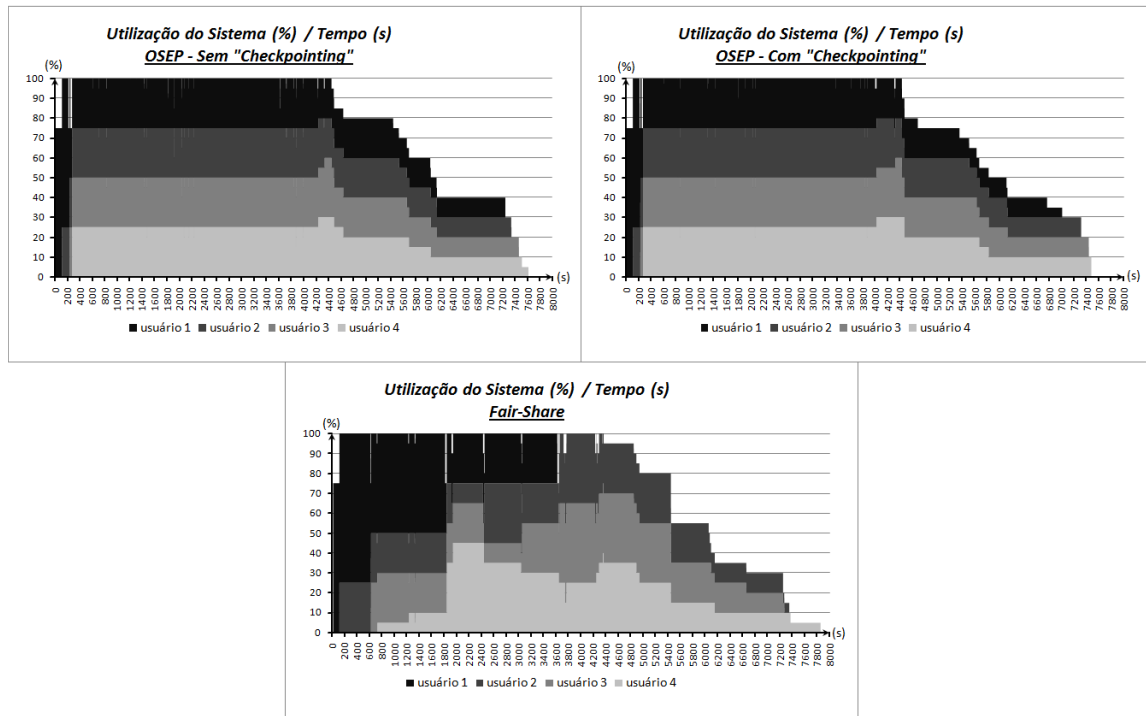 Utilização do Sistema (%) / Tempo (s)
OSEP - Sem "Checkpointing"
100
90
80
70
60
50
40
30
20
10
0
(s)
0 200 400 600 800 1000 1200 1400 1600 1800 2000 2200 2400 2600 2800 3000 3200 3400 3600 3800 4000 4200 4400 4600 4800 5000 5200 5400 5600 5800 6000 6200 6400 6600 6800 7000 7200 7400 7600 7800 8000
usuário 1 usuário 2 usuário 3 usuário 4
Utilização do Sistema (%) / Tempo (s)
OSEP - Com "Checkpointing"
100
90
80
70
60
50
40
30
20
10
0
(s)
0 200 400 600 800 1000 1200 1400 1600 1800 2000 2200 2400 2600 2800 3000 3200 3400 3600 3800 4000 4200 4400 4600 4800 5000 5200 5400 5600 5800 6000 6200 6400 6600 6800 7000 7200 7400 7600 7800 8000
usuário 1 usuário 2 usuário 3 usuário 4
Utilização do Sistema (%) / Tempo (s)
Fair-Share
(%)
100
90
80
70
60
50
40
30
20
10
0
(s)
0 200 400 600 800 1000 1200 1400 1600 1800 2000 2200 2400 2600 2800 3000 3200 3400 3600 3800 4000 4200 4400 4600 4800 5000 5200 5400 5600 5800 6000 6200 6400 6600 6800 7000 7200 7400 7600 7800 8000
usuário 1 usuário 2 usuário 3 usuário 4